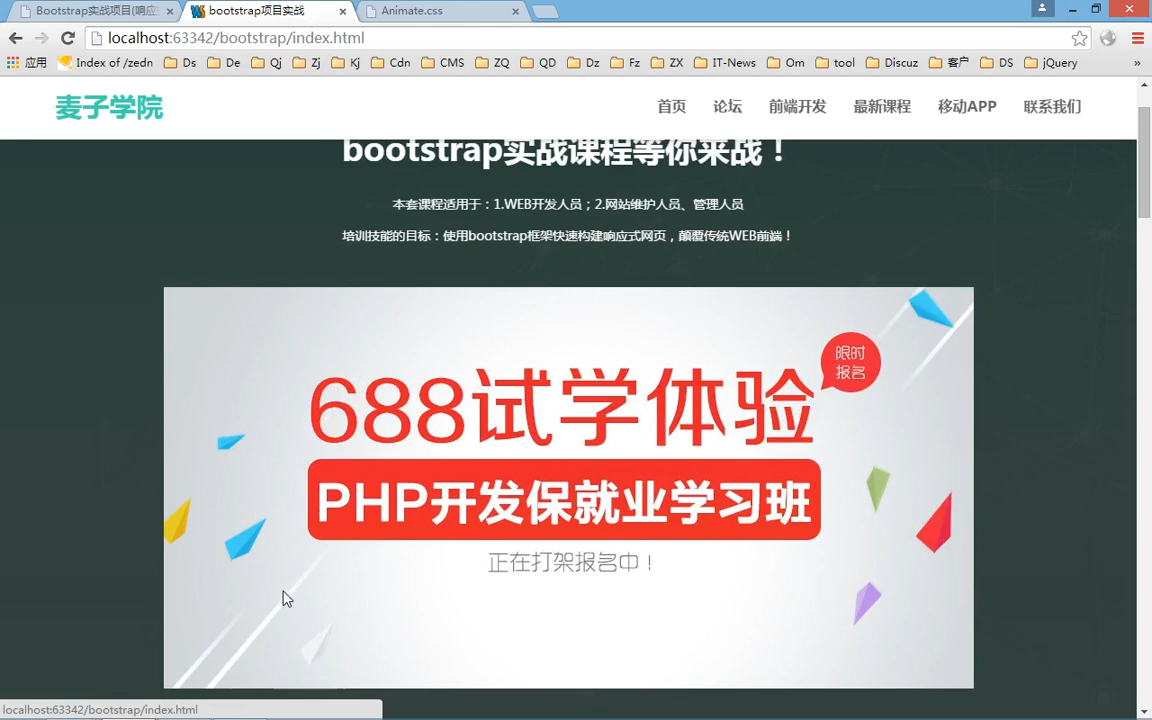 Bootstrap实战项目(响应
bootstrap项目实战
Animate.css
localhost:63342/bootstrap/index.html
应用 Index of /zedn Ds De Qj Zj Kj Cdn CMS ZQ QD Dz Fz ZX IT-News Om tool Discuz 客户 DS jQuery »
麦子学院
首页 论坛 前端开发 最新课程 移动APP 联系我们
bootstrap实战课程等你来战！
本套课程适用于：1.WEB开发人员；2.网站维护人员、管理人员
培训技能的目标：使用bootstrap框架快速构建响应式网页，颠覆传统WEB前端！
限时
报名
688试学体验
PHP开发保就业学习班
正在打架报名中！
localhost:63342/bootstrap/index.html